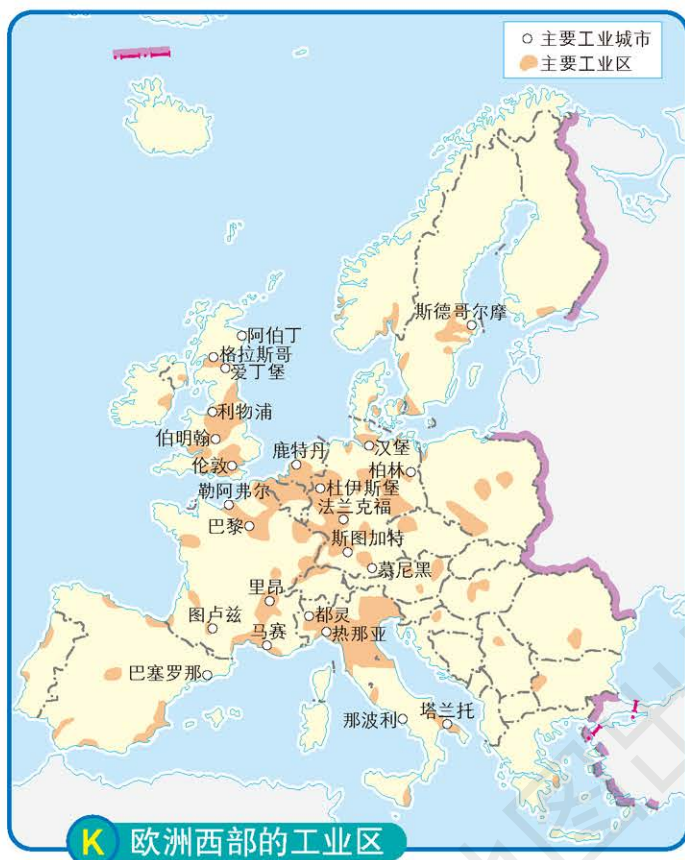 主要工业城市
主要工业区
斯德哥尔摩
阿伯丁
格拉斯哥
爱丁堡
利物浦
伯明翰
伦敦
鹿特丹
汉堡
柏林
勒阿弗尔
杜伊斯堡
法兰克福
巴黎
斯图加特
慕尼黑
里昂
图卢兹
都灵
马赛
热那亚
巴塞罗那
那波利
塔兰托
K 欧洲西部的工业区